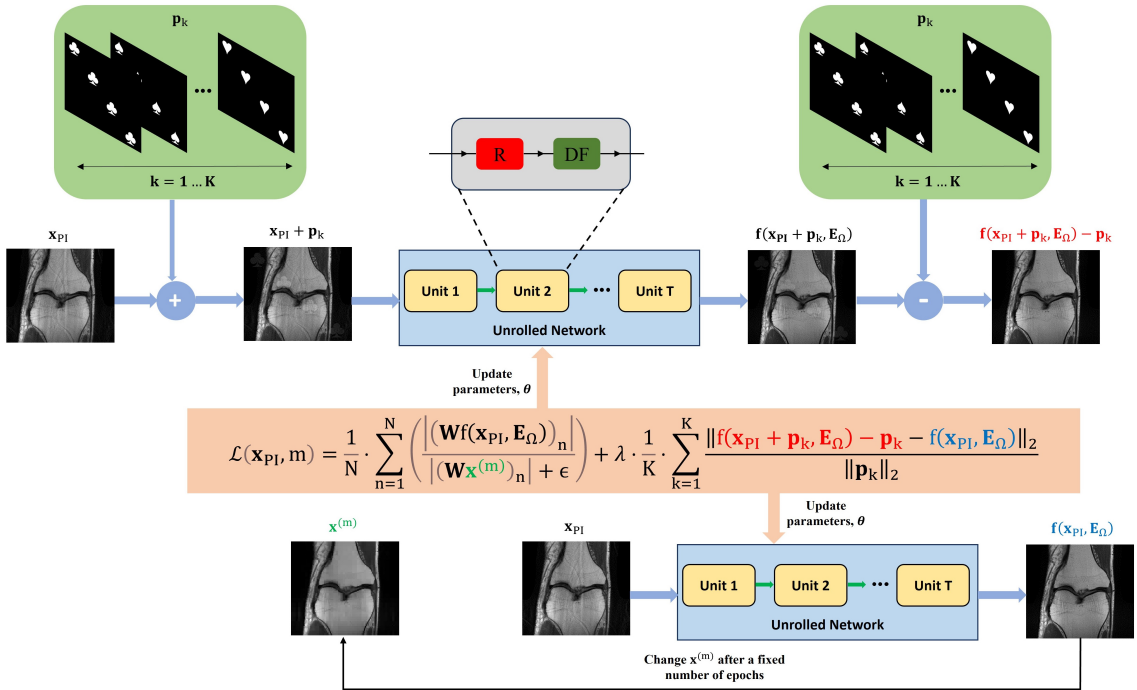 p_k
k = 1 … K
p_k
k = 1 … K
R
DF
x_PI
x_PI + p_k
f(x_PI + p_k, E_Ω)
f(x_PI + p_k, E_Ω) − p_k
+
Unit 1
Unit 2
•••
Unit T
Unrolled Network
-
Update
parameters, θ
ℒ(x_PI, m) = 1/N · ∑_{n=1}^{N} ( |(Wf(x_PI, E_Ω))_n| / (|(Wx^(m))_n| + ϵ) ) + λ · 1/K · ∑_{k=1}^{K} ‖f(x_PI + p_k, E_Ω) − p_k − f(x_PI, E_Ω)‖_2 / ‖p_k‖_2
Update
parameters, θ
x^(m)
x_PI
f(x_PI, E_Ω)
Unit 1
Unit 2
•••
Unit T
Unrolled Network
Change x^(m) after a fixed
number of epochs